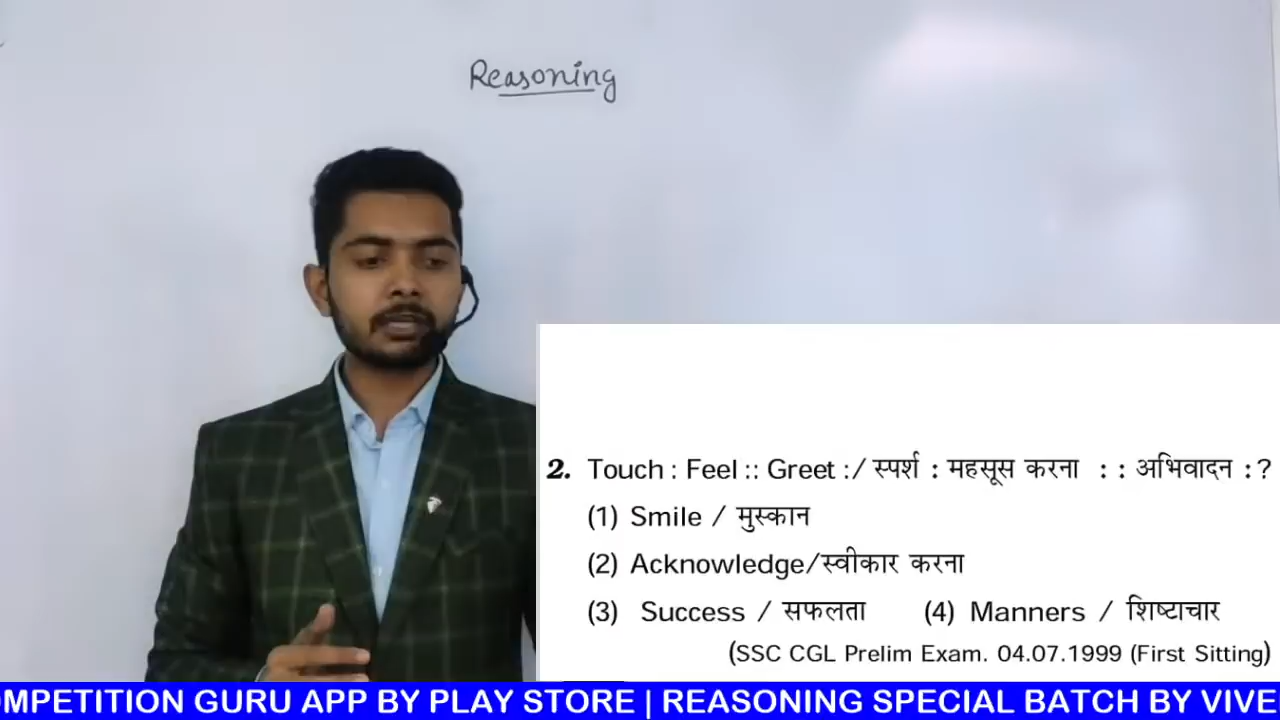 Reasoning
2. Touch : Feel :: Greet :/ स्पर्श : महसूस करना : : अभिवादन : ?
(1) Smile / मुस्कान
(2) Acknowledge/स्वीकार करना
(3) Success / सफलता (4) Manners / शिष्टाचार
(SSC CGL Prelim Exam. 04.07.1999 (First Sitting)
OMPETITION GURU APP BY PLAY STORE | REASONING SPECIAL BATCH BY VIVE